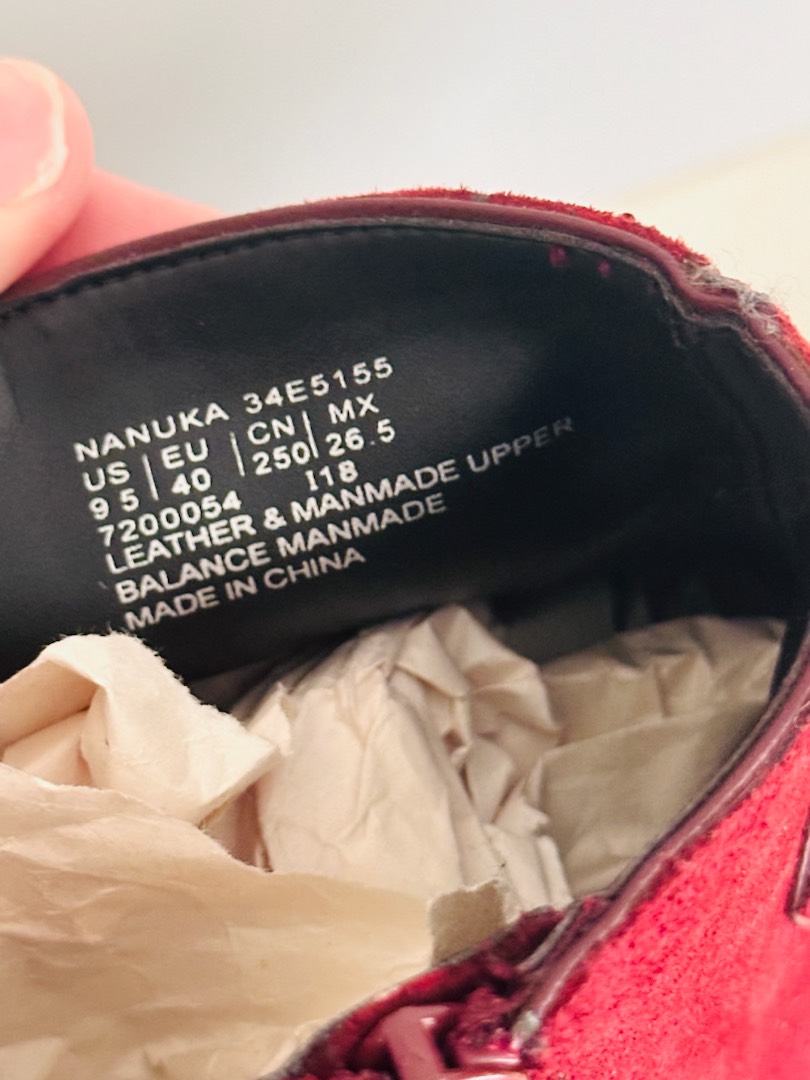 NANUKA 34E5155
US | EU | CN | MX
9 5 | 40 | 250 | 26.5
7200054 I18
LEATHER & MANMADE UPPER
BALANCE MANMADE
MADE IN CHINA